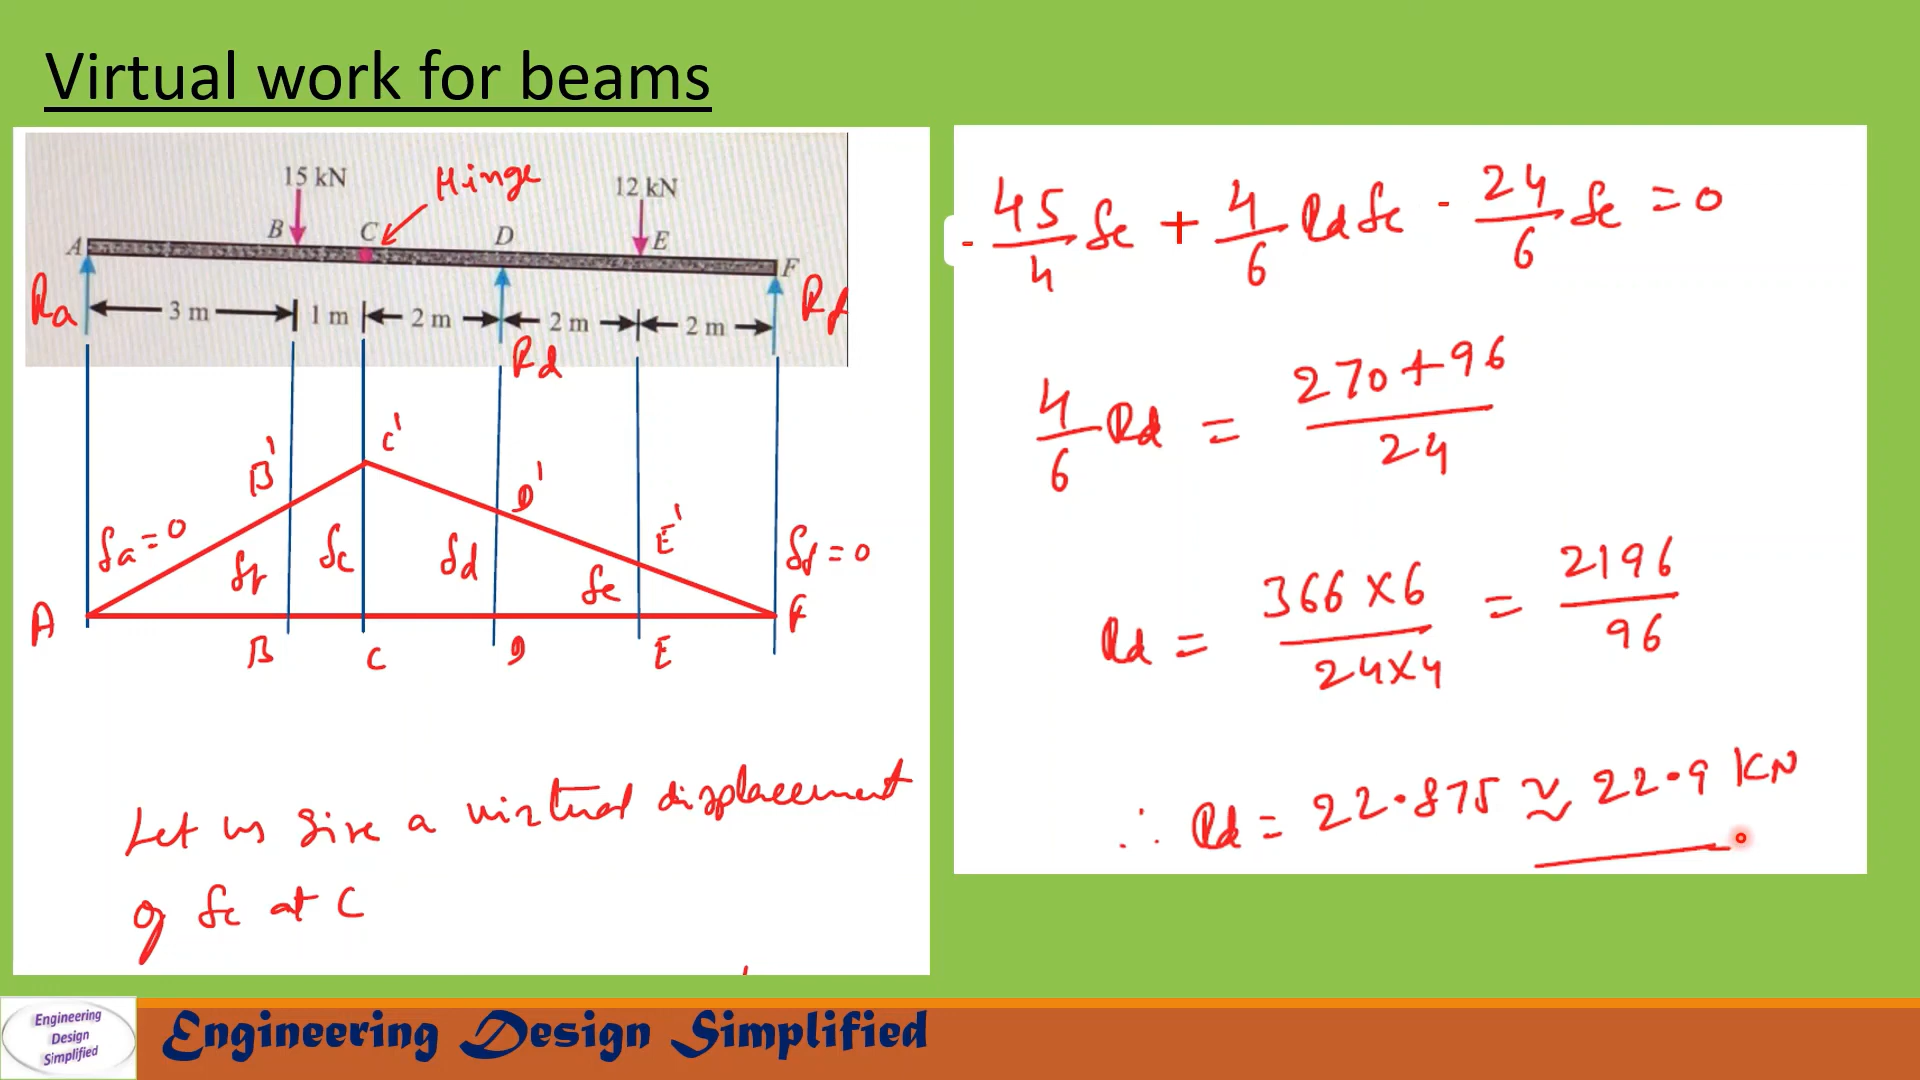 Virtual work for beams
15 kN
Hinge
12 kN
A
B
C
D
E
F
Ra
3 m
1 m
2 m
2 m
2 m
Rf
Rd
C'
B'
D'
E'
δa = 0
δb
δc
δd
δe
δf = 0
A
B
C
D
E
F
Let us give a virtual displacement
of δc at C
- 45/4 δc + 4/6 Rd δc - 24/6 δc = 0
4/6 Rd = 270+96/24
Rd = 366 × 6/24×4 = 2196/96
∴ Rd = 22.875 ≈ 22.9 KN
Engineering
Design
Simplified
Engineering Design Simplified